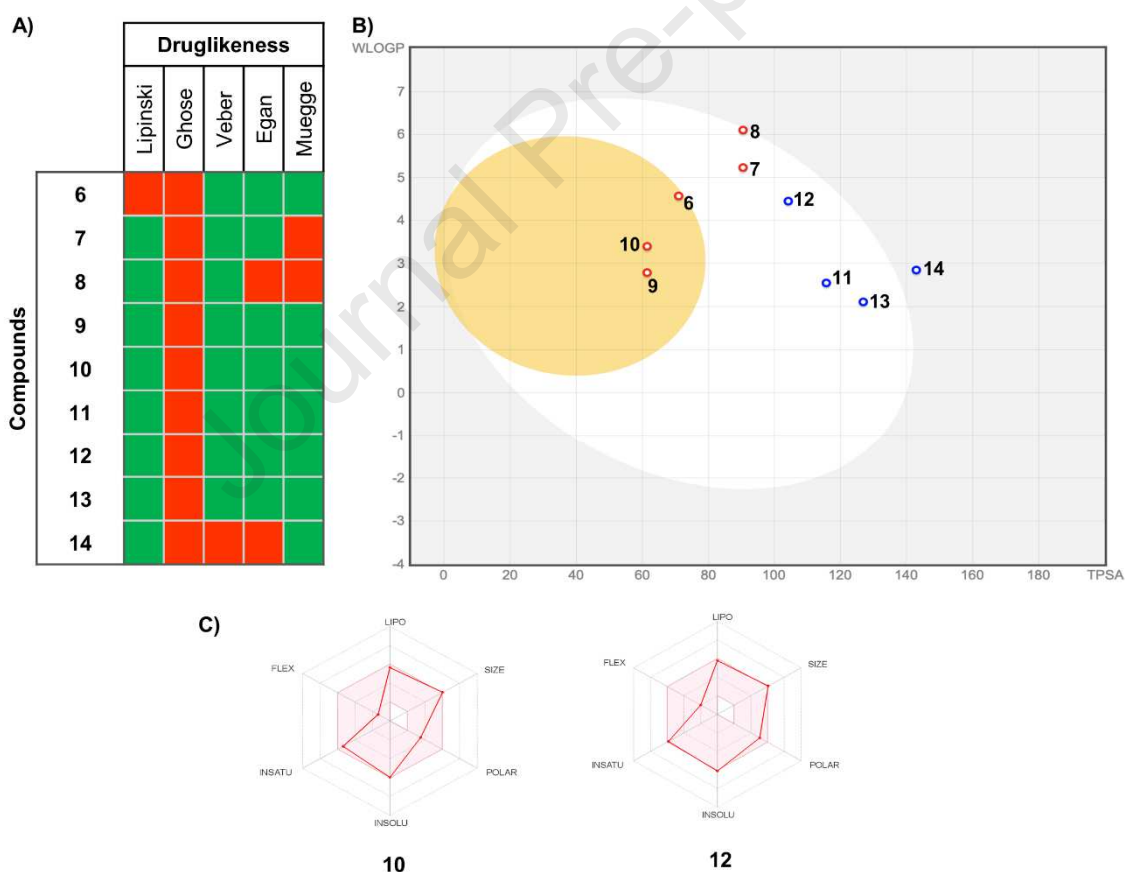 A)
Druglikeness
Lipinski
Ghose
Veber
Egan
Muegge
Compounds
6
7
8
9
10
11
12
13
14
B)
WLOGP
7
6
5
4
3
2
1
0
-1
-2
-3
-4
0
20
40
60
80
100
120
140
160
180
TPSA
8
7
6
12
10
9
11
14
13
Journal Pre-p
C)
LIPO
FLEX
SIZE
INSATU
POLAR
INSOLU
10
LIPO
FLEX
SIZE
INSATU
POLAR
INSOLU
12